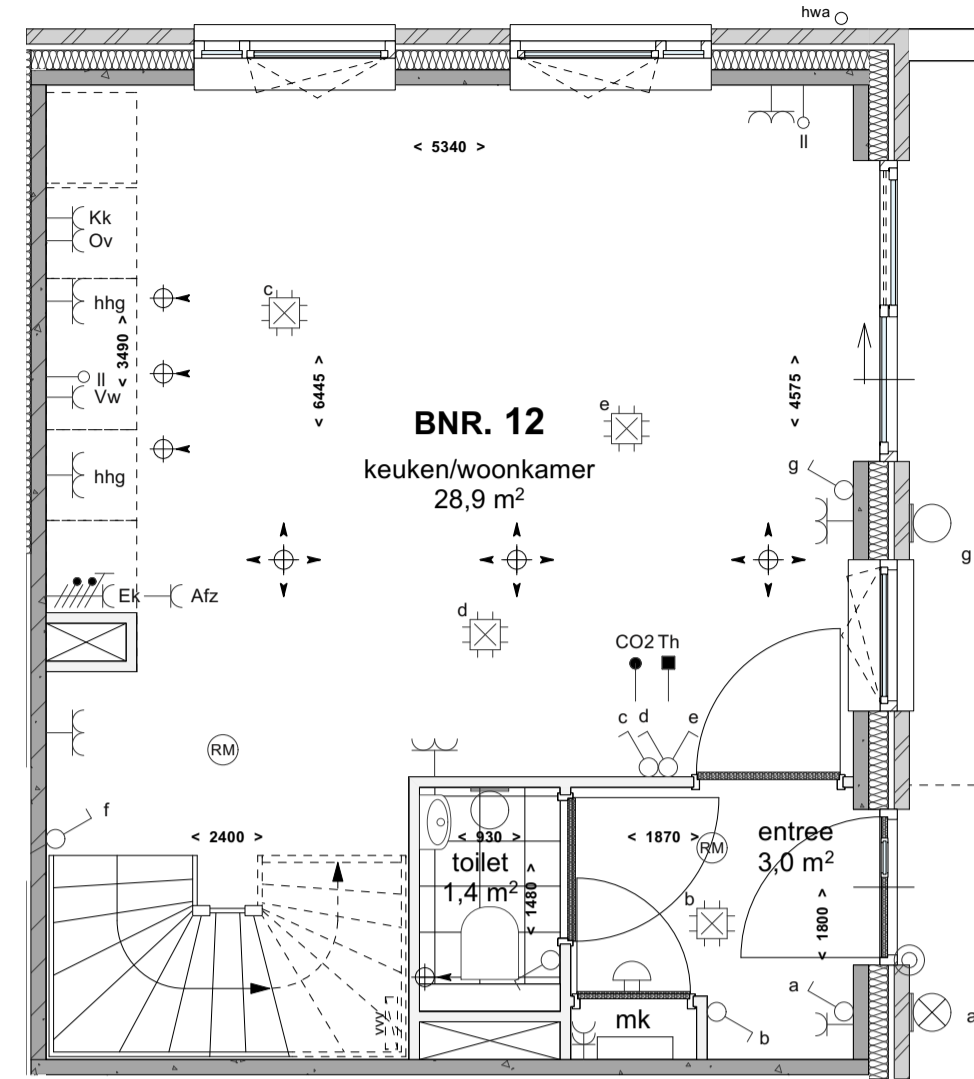 hwa
< 5340 >
ll
Kk
Ov
c
hhg
< 3490 >
ll
Vw
< 6445 >
< 4575 >
e
BNR. 12
keuken/woonkamer
28,9 m²
hhg
g
g
Ek
Afz
d
CO2 Th
c d e
RM
f
< 2400 >
< 930 >
toilet
1,4 m²
< 1480 >
< 1870 >
RM
entree
3,0 m²
b
< 1800 >
a
a
mk
b
vv